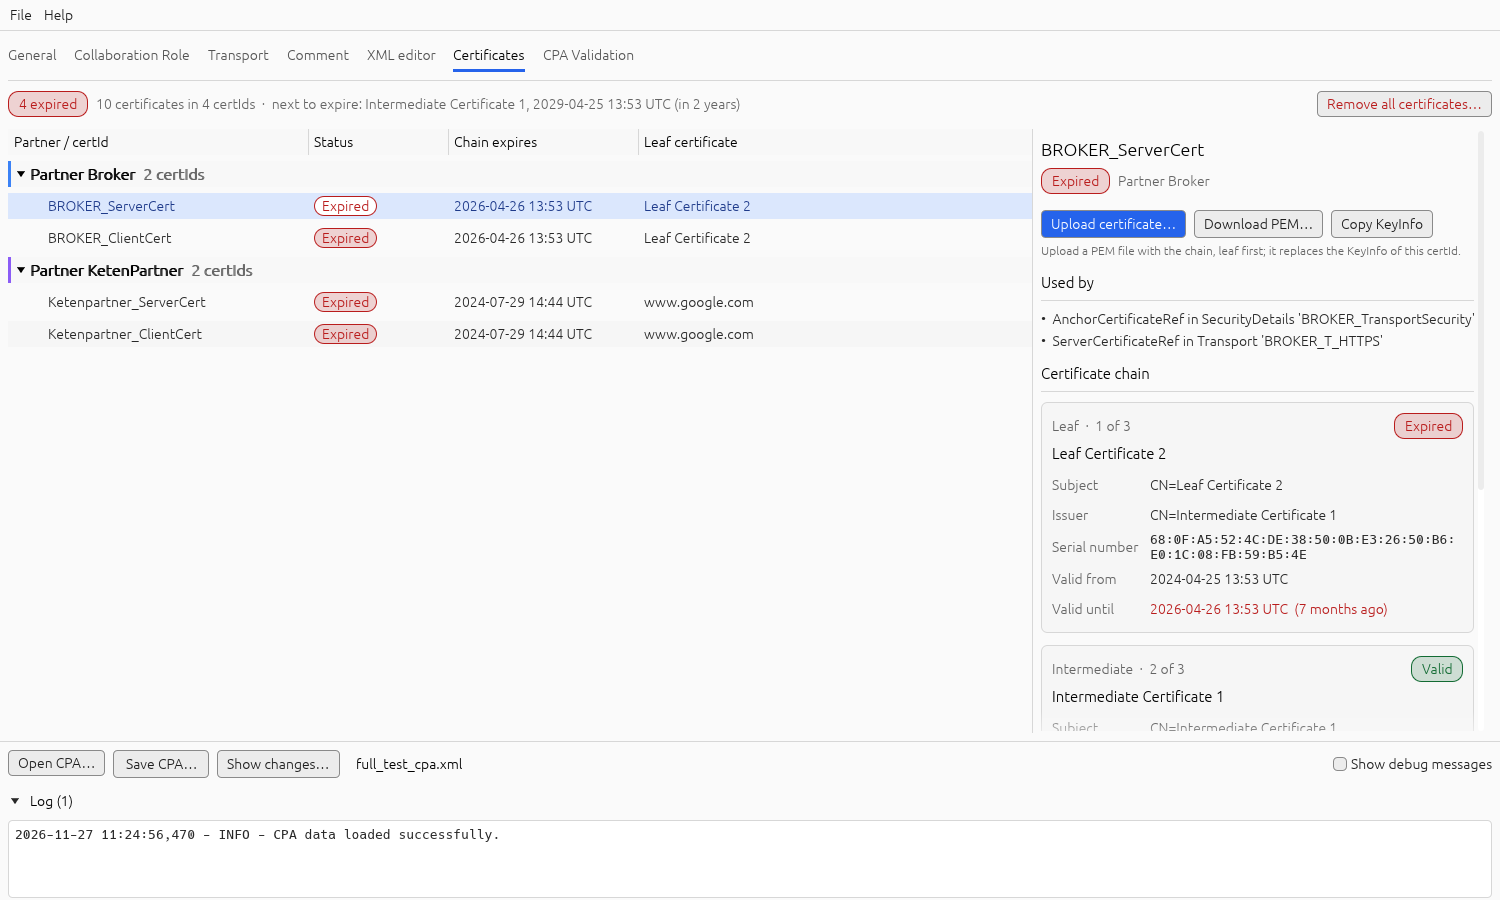 File Help
General Collaboration Role Transport Comment XML editor Certificates CPA Validation
4 expired 10 certificates in 4 certIds · next to expire: Intermediate Certificate 1, 2029-04-25 13:53 UTC (in 2 years) Remove all certificates...
Partner / certId Status Chain expires Leaf certificate
Partner Broker 2 certIds
BROKER_ServerCert Expired 2026-04-26 13:53 UTC Leaf Certificate 2
BROKER_ClientCert Expired 2026-04-26 13:53 UTC Leaf Certificate 2
Partner KetenPartner 2 certIds
Ketenpartner_ServerCert Expired 2024-07-29 14:44 UTC www.google.com
Ketenpartner_ClientCert Expired 2024-07-29 14:44 UTC www.google.com
BROKER_ServerCert
Expired Partner Broker
Upload certificate... Download PEM... Copy KeyInfo
Upload a PEM file with the chain, leaf first; it replaces the KeyInfo of this certId.
Used by
• AnchorCertificateRef in SecurityDetails 'BROKER_TransportSecurity'
• ServerCertificateRef in Transport 'BROKER_T_HTTPS'
Certificate chain
Leaf · 1 of 3 Expired
Leaf Certificate 2
Subject CN=Leaf Certificate 2
Issuer CN=Intermediate Certificate 1
Serial number 68:0F:A5:52:4C:DE:38:50:0B:E3:26:50:B6:
E0:1C:08:FB:59:B5:4E
Valid from 2024-04-25 13:53 UTC
Valid until 2026-04-26 13:53 UTC (7 months ago)
Intermediate · 2 of 3 Valid
Intermediate Certificate 1
Subject CN=Intermediate Certificate 1
Open CPA... Save CPA... Show changes... full_test_cpa.xml Show debug messages
Log (1)
2026-11-27 11:24:56,470 - INFO - CPA data loaded successfully.